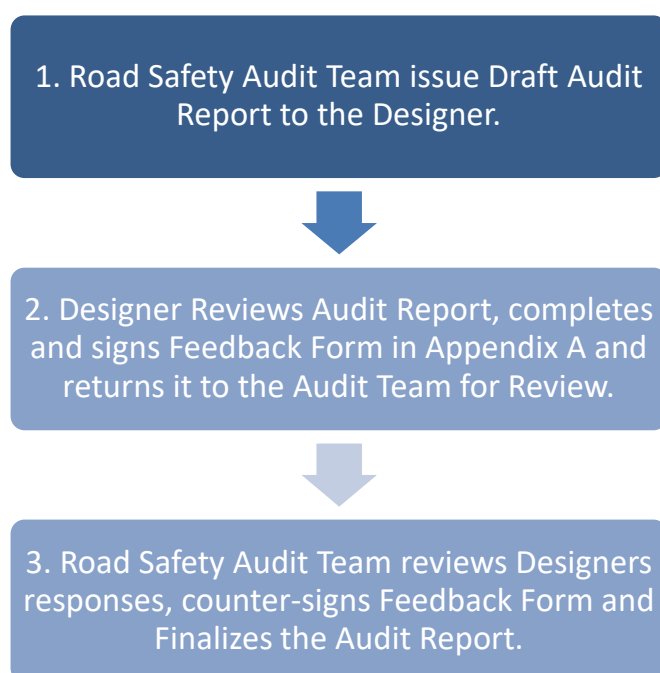 1. Road Safety Audit Team issue Draft Audit
Report to the Designer.
2. Designer Reviews Audit Report, completes
and signs Feedback Form in Appendix A and
returns it to the Audit Team for Review.
3. Road Safety Audit Team reviews Designers
responses, counter-signs Feedback Form and
Finalizes the Audit Report.